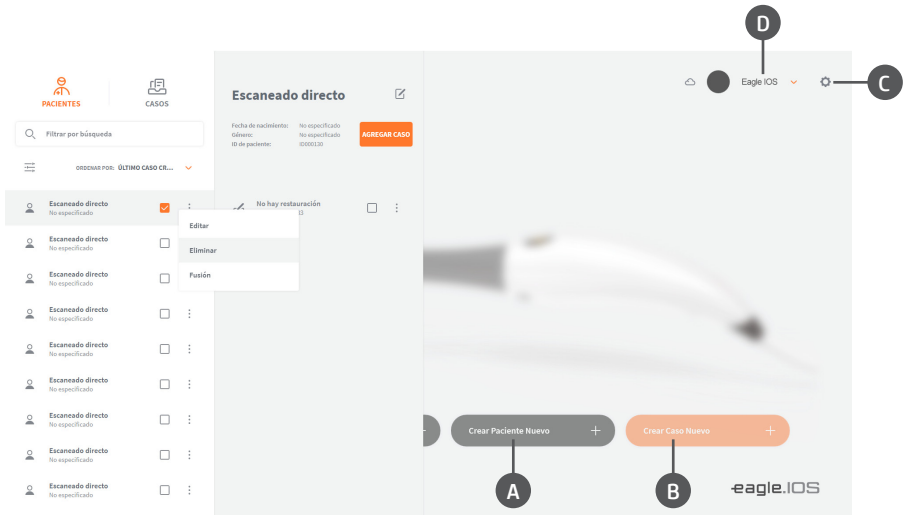 D
Eagle IOS
C
PACIENTES
CASOS
Filtrar por búsqueda
ORDENAR POR: ÚLTIMO CASO CR...
Escaneado directo
Fecha de nacimiento: No especificado
Género: No especificado
ID de paciente: 00000130
AGREGAR CASO
Escaneado directo
No especificado
Escaneado directo
No especificado
Escaneado directo
No especificado
Escaneado directo
No especificado
Escaneado directo
No especificado
Escaneado directo
No especificado
Escaneado directo
No especificado
Escaneado directo
No especificado
Escaneado directo
No especificado
Editar
Eliminar
Fusión
No hay restauración
Crear Paciente Nuevo
Crear Caso Nuevo
A
B
eagle.IOS